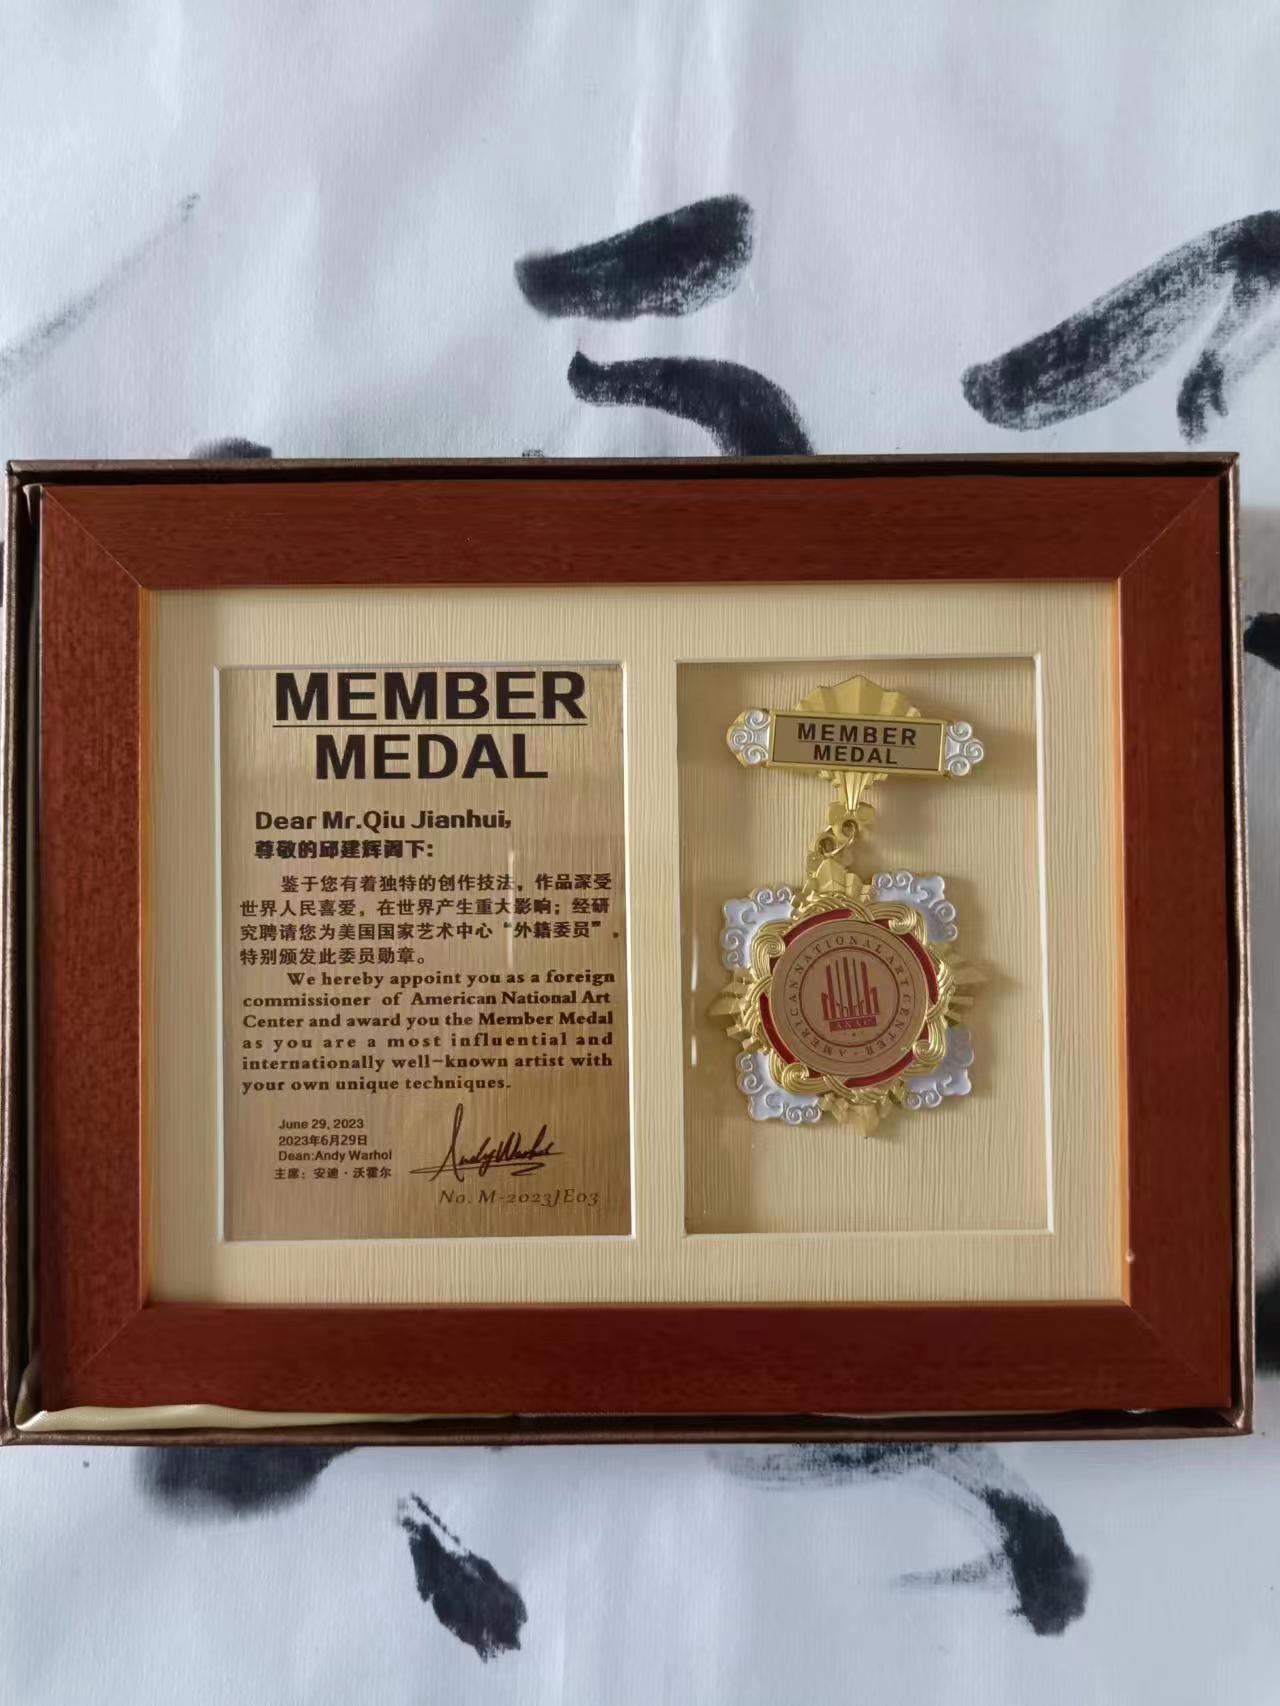 MEMBER
MEDAL
Dear Mr.Qiu Jianhui,
尊敬的邱建辉阁下：
鉴于您有着独特的创作技法，作品深受
世界人民喜爱，在世界产生重大影响；经研
究聘请您为美国国家艺术中心“外籍委员”，
特别颁发此委员勋章。
We hereby appoint you as a foreign
commissioner of American National Art
Center and award you the Member Medal
as you are a most influential and
internationally well-known artist with
your own unique techniques.
June 29, 2023
2023年6月29日
Dean:Andy Warhol
主席：安迪·沃霍尔
Andy Warhol
No. M-2023JE03
MEMBER
MEDAL
AMERICAN NATIONAL ART CENTER
ANAC